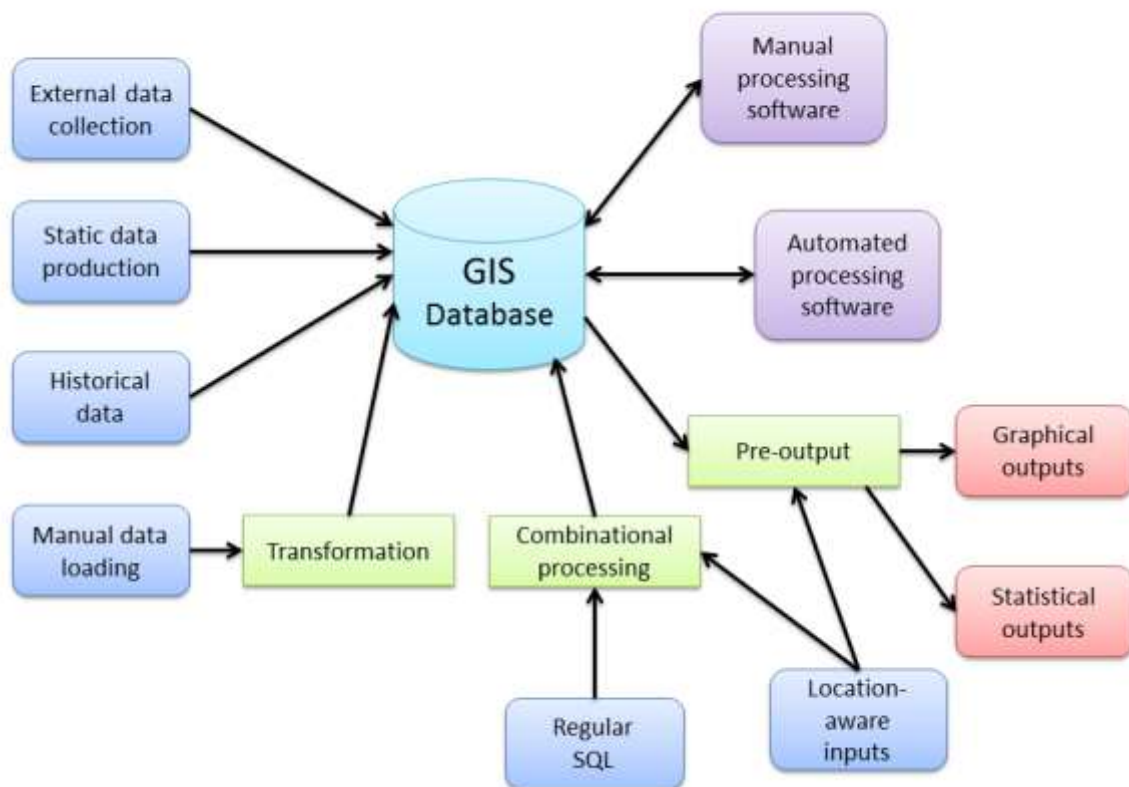 External data
collection
Static data
production
Historical
data
Manual data
loading
Transformation
GIS
Database
Combinational
processing
Regular
SQL
Manual
processing
software
Automated
processing
software
Pre-output
Location-
aware
inputs
Graphical
outputs
Statistical
outputs